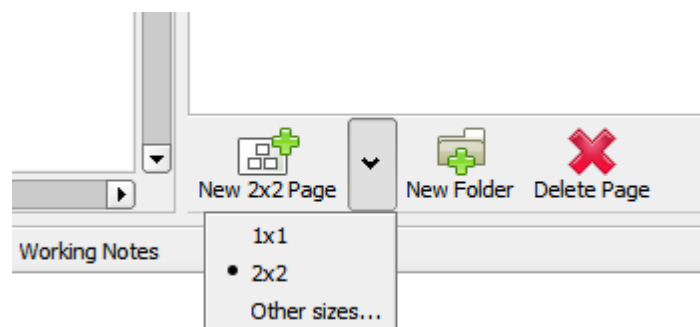 New 2x2 Page
New Folder
Delete Page
Working Notes
1x1
2x2
Other sizes...